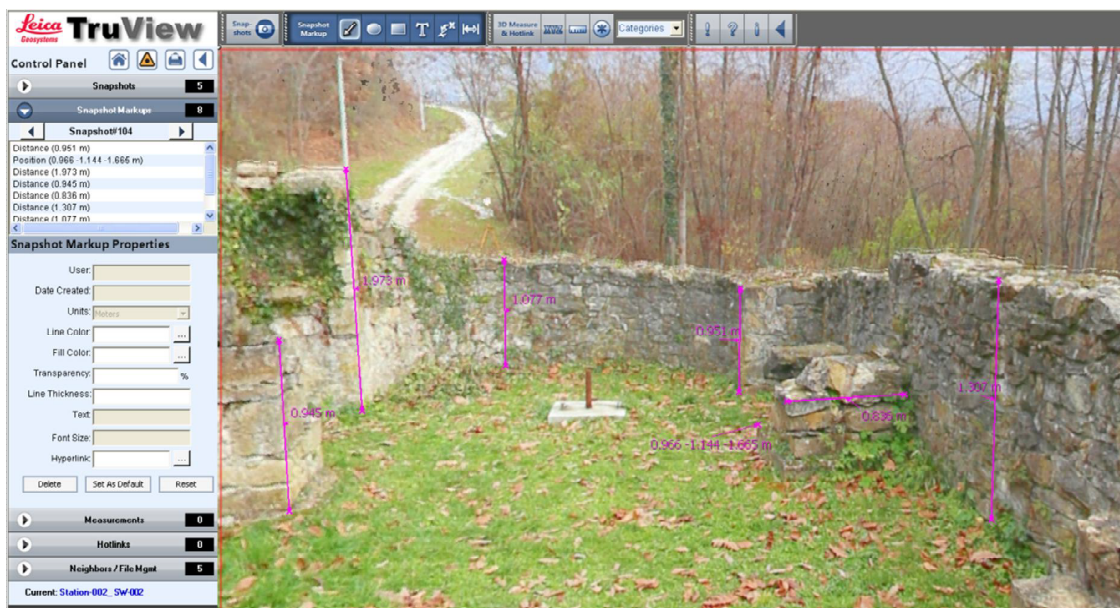 Leica
Geosystems
TruView
Snap-
shots
Snapshot
Markup
T
3D Measure
& Hotlink
Categories
Control Panel
Snapshots 5
Snapshot Markups 8
Snapshot#104
Distance (0.951 m)
Position (0.966 -1.144 -1.665 m)
Distance (1.973 m)
Distance (0.945 m)
Distance (0.836 m)
Distance (1.307 m)
Distance (1.077 m)
Snapshot Markup Properties
User:
Date Created:
Units: Meters
Line Color:
... 
Fill Color:
...
Transparency: %
Line Thickness:
Text:
Font Size:
Hyperlink:
...
Delete Set As Default Reset
Measurements 0
Hotlinks 0
Neighbors / File Mgmt 5
Current: Station-002_ SW-002
1.973 m
1.077 m
0.951 m
1.307 m
0.945 m
0.836 m
0.966 -1.144 -1.665 m